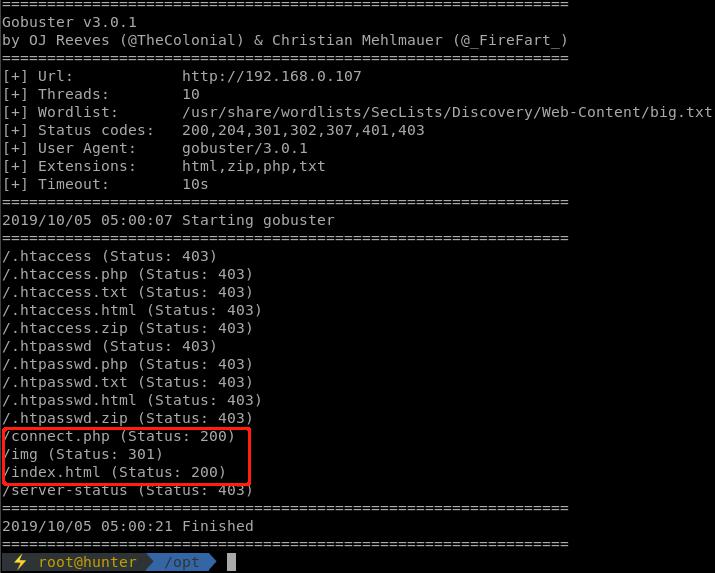 ===============================================================
Gobuster v3.0.1
by OJ Reeves (@TheColonial) & Christian Mehlmauer (@_FireFart_)
===============================================================
[+] Url:            http://192.168.0.107
[+] Threads:        10
[+] Wordlist:       /usr/share/wordlists/SecLists/Discovery/Web-Content/big.txt
[+] Status codes:   200,204,301,302,307,401,403
[+] User Agent:     gobuster/3.0.1
[+] Extensions:     html,zip,php,txt
[+] Timeout:        10s
===============================================================
2019/10/05 05:00:07 Starting gobuster
===============================================================
/.htaccess (Status: 403)
/.htaccess.php (Status: 403)
/.htaccess.txt (Status: 403)
/.htaccess.html (Status: 403)
/.htaccess.zip (Status: 403)
/.htpasswd (Status: 403)
/.htpasswd.php (Status: 403)
/.htpasswd.txt (Status: 403)
/.htpasswd.html (Status: 403)
/.htpasswd.zip (Status: 403)
/connect.php (Status: 200)
/img (Status: 301)
/index.html (Status: 200)
/server-status (Status: 403)
===============================================================
2019/10/05 05:00:21 Finished
===============================================================
⚡ root@hunter /opt